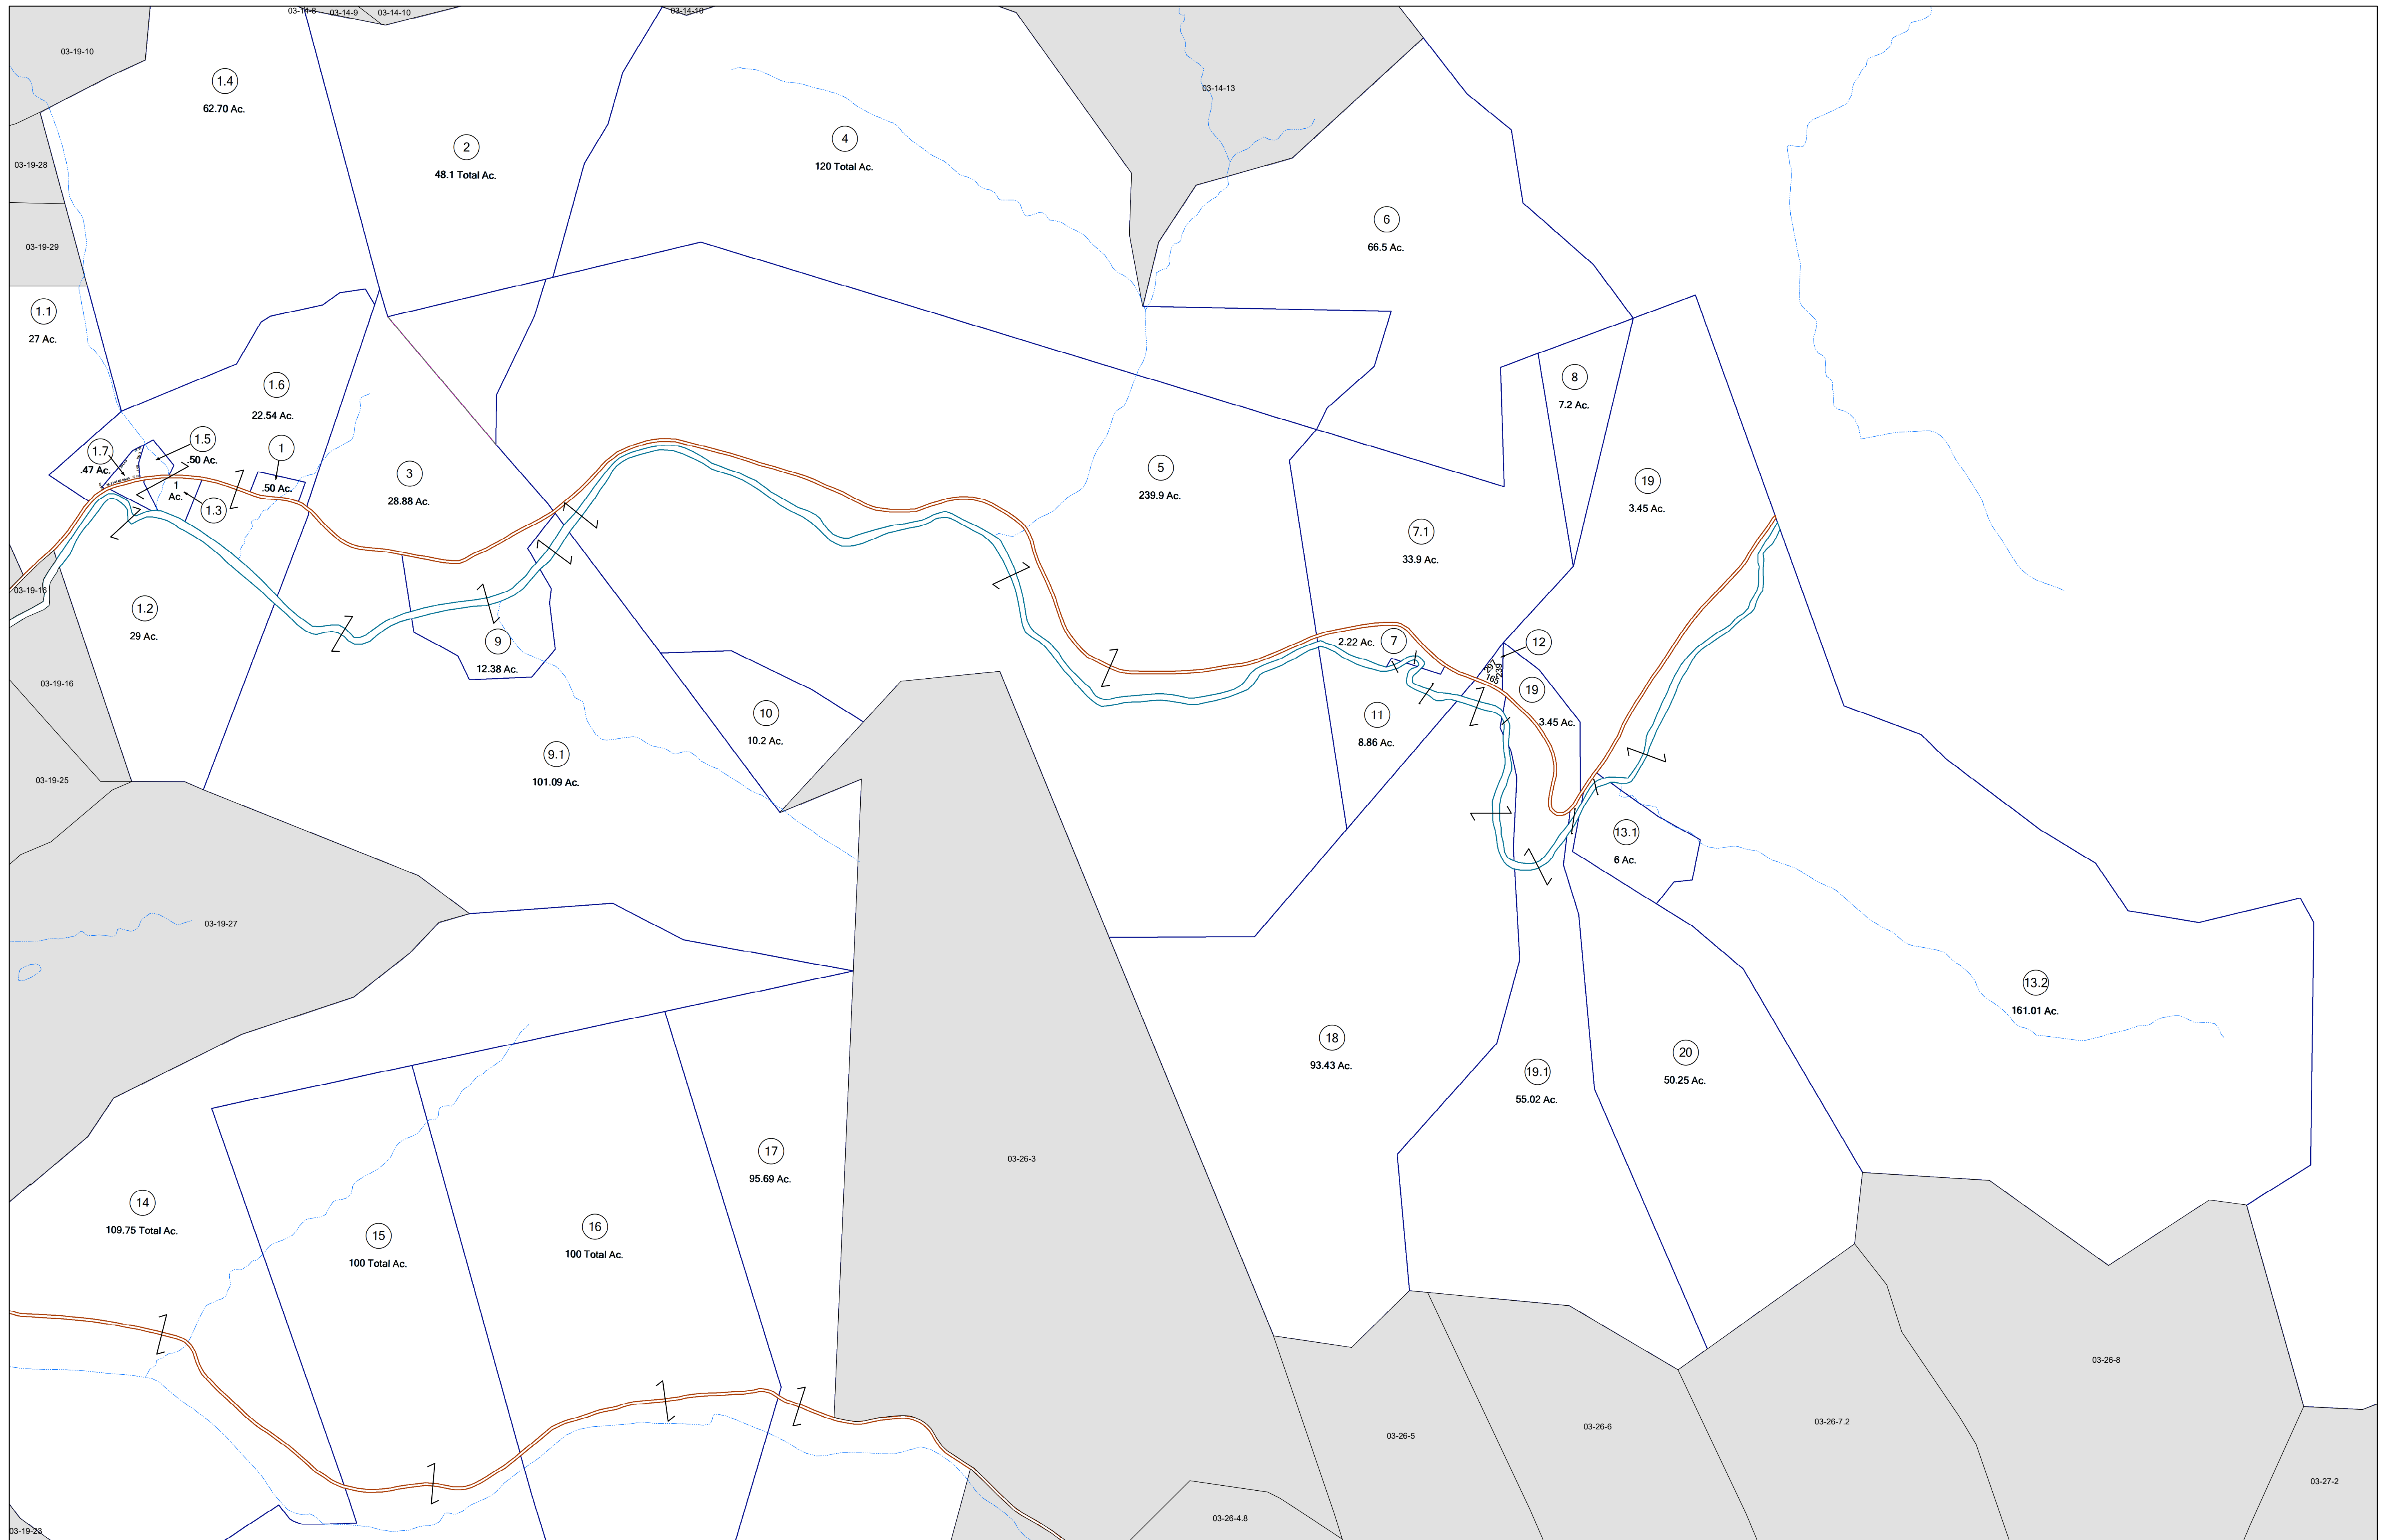 03-14-8
03-14-9
03-14-10
03-14-10
03-19-10
1.4
62.70 Ac.
03-14-13
2
48.1 Total Ac.
4
120 Total Ac.
03-19-28
6
66.5 Ac.
03-19-29
1.1
27 Ac.
1.6
22.54 Ac.
8
7.2 Ac.
1.7
.47 Ac.
1.5
.50 Ac.
1
.50 Ac.
1
Ac.
1.3
3
28.88 Ac.
5
239.9 Ac.
19
3.45 Ac.
7.1
33.9 Ac.
03-19-16
1.2
29 Ac.
9
12.38 Ac.
2.22 Ac.
7
12
297
239
165
19
3.45 Ac.
03-19-16
10
10.2 Ac.
11
8.86 Ac.
03-19-25
9.1
101.09 Ac.
13.1
6 Ac.
03-19-27
13.2
161.01 Ac.
18
93.43 Ac.
19.1
55.02 Ac.
20
50.25 Ac.
03-26-3
17
95.69 Ac.
14
109.75 Total Ac.
15
100 Total Ac.
16
100 Total Ac.
03-26-8
03-26-5
03-26-6
03-26-7.2
03-27-2
03-26-4.8
03-19-23